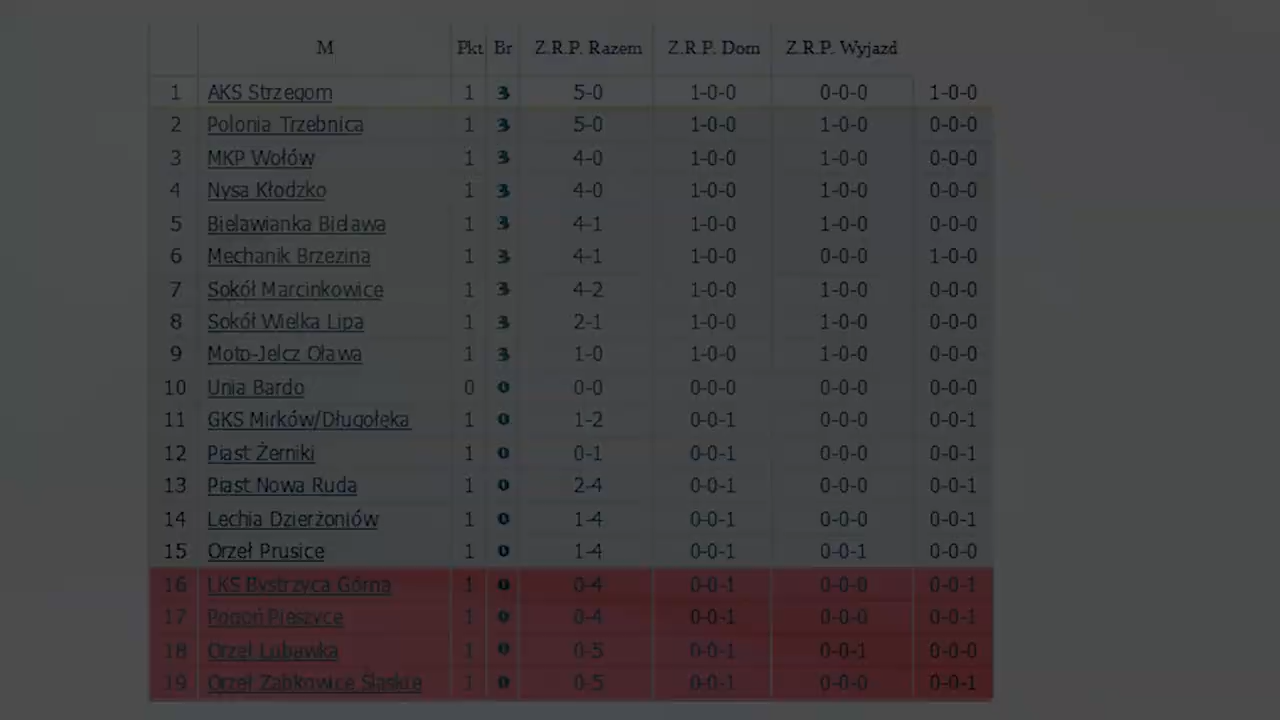 M Pkt Br Z.R.P. Razem Z.R.P. Dom Z.R.P. Wyjazd
1 AKS Strzegom 1 3 5-0 1-0-0 0-0-0 1-0-0
2 Polonia Trzebnica 1 3 5-0 1-0-0 1-0-0 0-0-0
3 MKP Wołów 1 3 4-0 1-0-0 1-0-0 0-0-0
4 Nysa Kłodzko 1 3 4-0 1-0-0 1-0-0 0-0-0
5 Bielawianka Bielawa 1 3 4-1 1-0-0 1-0-0 0-0-0
6 Mechanik Brzezina 1 3 4-1 1-0-0 0-0-0 1-0-0
7 Sokół Marcinkowice 1 3 4-2 1-0-0 1-0-0 0-0-0
8 Sokół Wielka Lipa 1 3 2-1 1-0-0 1-0-0 0-0-0
9 Moto-Jelcz Oława 1 3 1-0 1-0-0 1-0-0 0-0-0
10 Unia Bardo 0 0 0-0 0-0-0 0-0-0 0-0-0
11 GKS Mirków/Długołęka 1 0 1-2 0-0-1 0-0-0 0-0-1
12 Piast Żerniki 1 0 0-1 0-0-1 0-0-0 0-0-1
13 Piast Nowa Ruda 1 0 2-4 0-0-1 0-0-0 0-0-1
14 Lechia Dzierżoniów 1 0 1-4 0-0-1 0-0-0 0-0-1
15 Orzeł Prusice 1 0 1-4 0-0-1 0-0-1 0-0-0
16 LKS Bystrzyca Górna 1 0 0-4 0-0-1 0-0-0 0-0-1
17 Pogoń Pieszyce 1 0 0-4 0-0-1 0-0-0 0-0-1
18 Orzeł Lubawka 1 0 0-5 0-0-1 0-0-1 0-0-0
19 Orzeł Ząbkowice Śląskie 1 0 0-5 0-0-1 0-0-0 0-0-1